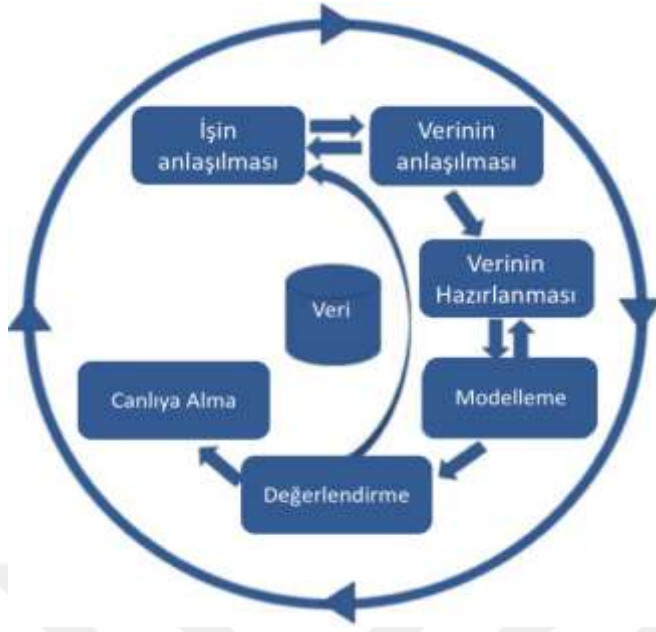 İşin
anlaşılması
Verinin
anlaşılması
Verinin
Hazırlanması
Veri
Modelleme
Canlıya Alma
Değerlendirme